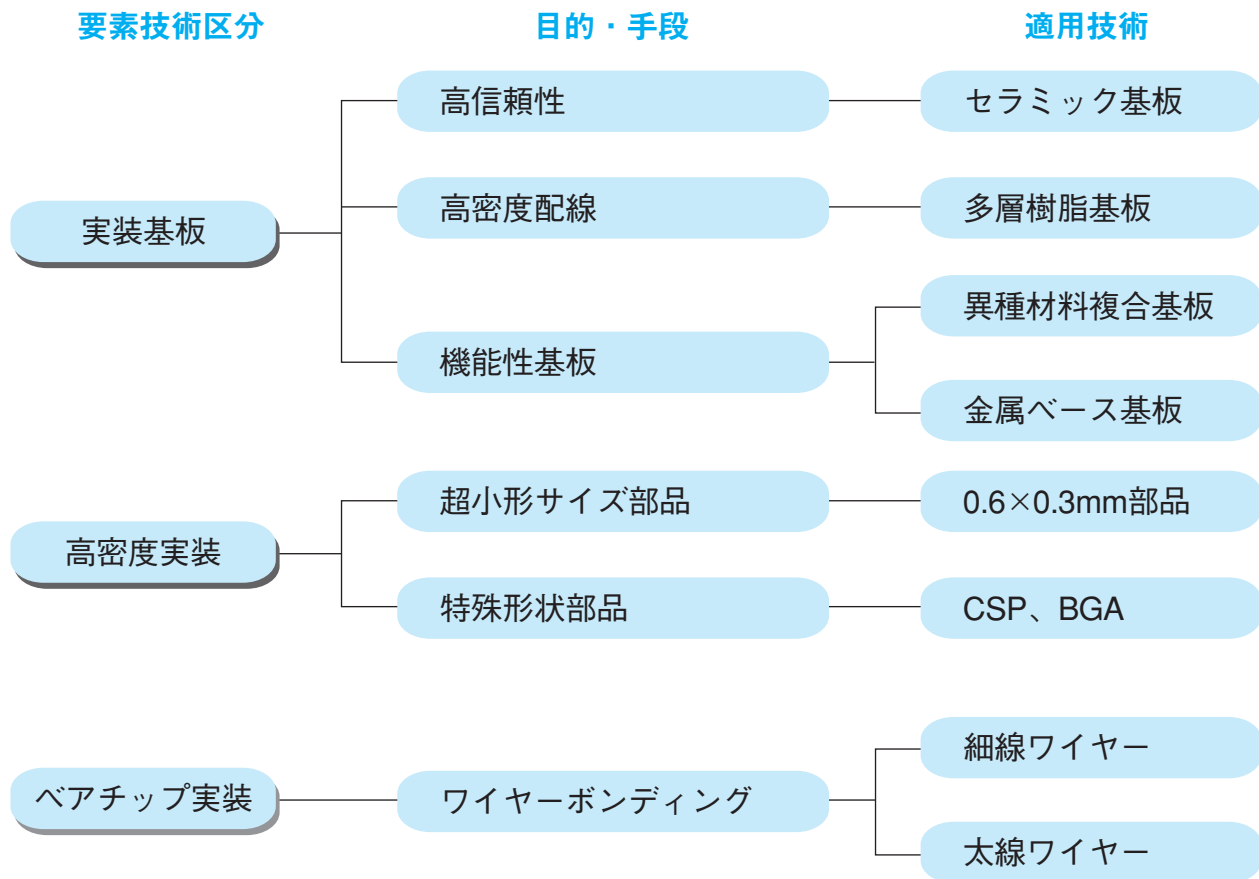 要素技術区分
目的・手段
適用技術
実装基板
高信頼性
セラミック基板
高密度配線
多層樹脂基板
機能性基板
異種材料複合基板
金属ベース基板
高密度実装
超小形サイズ部品
0.6×0.3mm部品
特殊形状部品
CSP、BGA
ベアチップ実装
ワイヤーボンディング
細線ワイヤー
太線ワイヤー